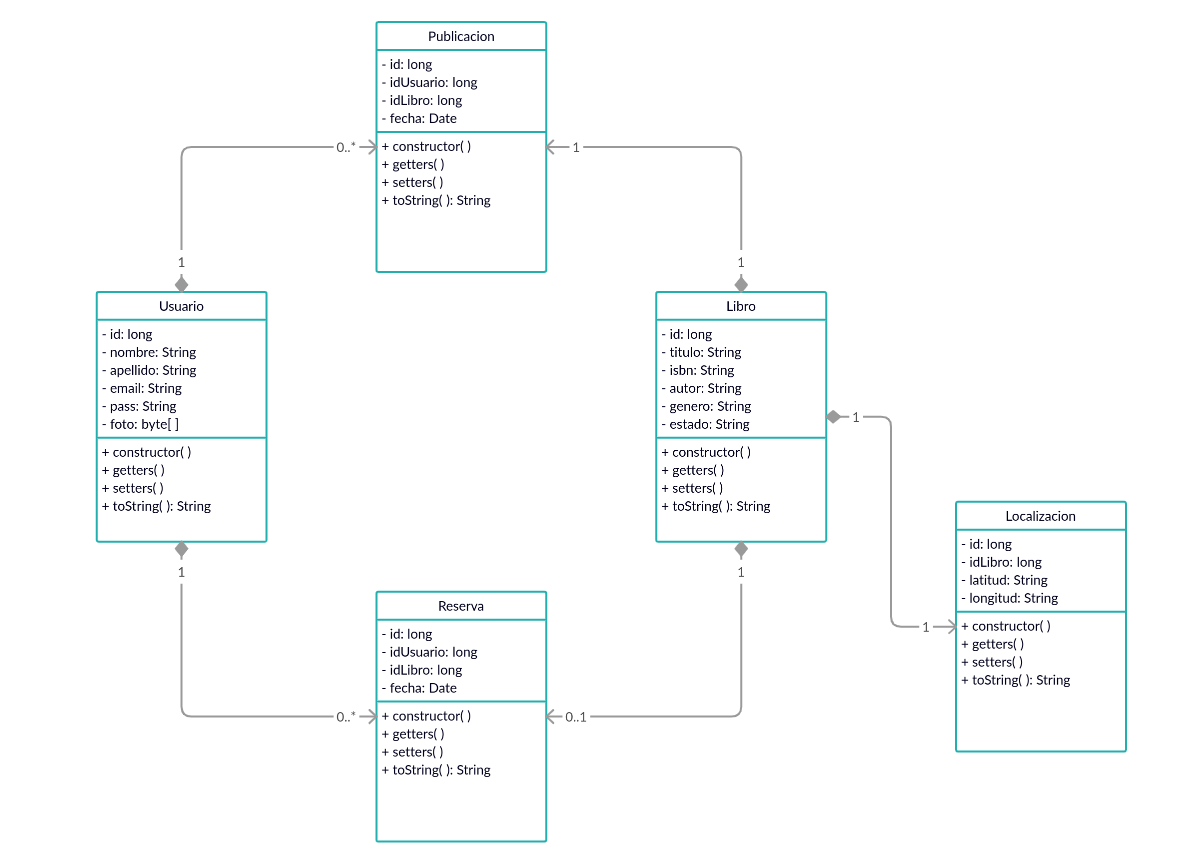 Publicacion
- id: long
- idUsuario: long
- idLibro: long
- fecha: Date
+ constructor( )
+ getters( )
+ setters( )
+ toString( ): String
0..*
1
1
1
Usuario
- id: long
- nombre: String
- apellido: String
- email: String
- pass: String
- foto: byte[ ]
+ constructor( )
+ getters( )
+ setters( )
+ toString( ): String
Libro
- id: long
- titulo: String
- isbn: String
- autor: String
- genero: String
- estado: String
+ constructor( )
+ getters( )
+ setters( )
+ toString( ): String
1
1
1
1
Localizacion
- id: long
- idLibro: long
- latitud: String
- longitud: String
+ constructor( )
+ getters( )
+ setters( )
+ toString( ): String
Reserva
- id: long
- idUsuario: long
- idLibro: long
- fecha: Date
+ constructor( )
+ getters( )
+ setters( )
+ toString( ): String
0..*
0..1